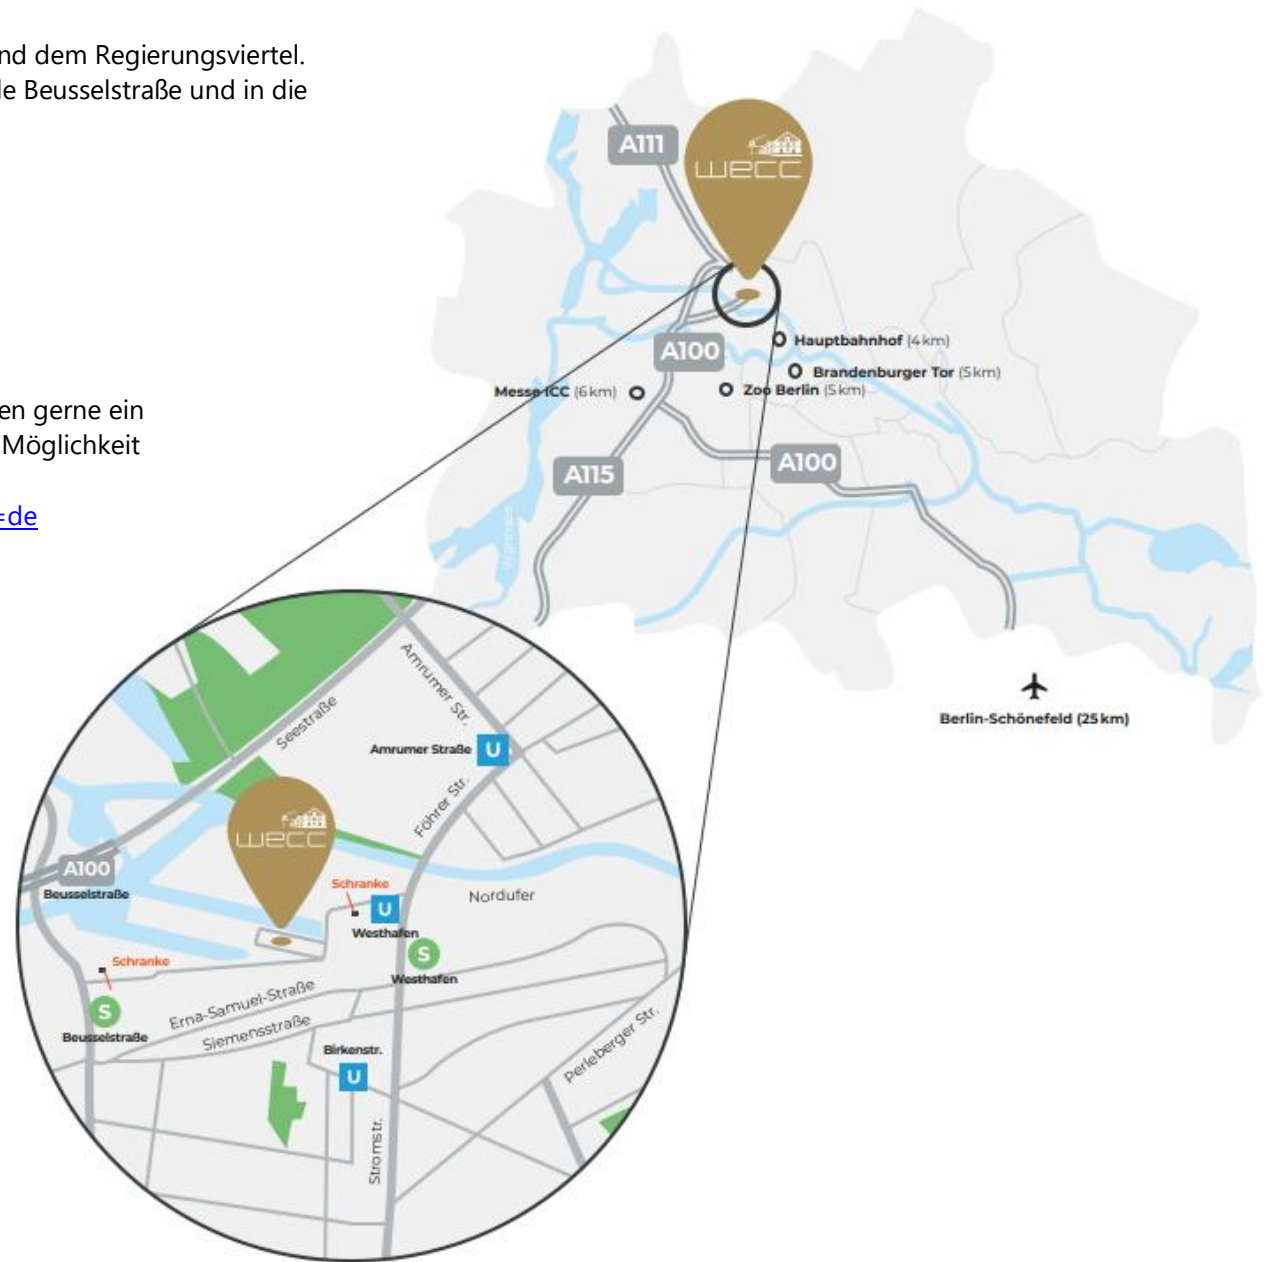 nd dem Regierungsviertel.
le Beusselstraße und in die
en gerne ein
Möglichkeit
=de
A111
wecc
Hauptbahnhof (4 km)
A100
Brandenburger Tor (5 km)
Messe ICC (6 km)
Zoo Berlin (5 km)
A115
A100
Wannsee
Berlin-Schönefeld (25 km)
Amrumer Str.
Seestraße
Amrumer Straße
U
Föhrer Str.
wecc
A100
Beusselstraße
Schranke
U
Westhafen
Nordufer
S
Westhafen
Schranke
S
Beusselstraße
Erna-Samuel-Straße
Siemensstraße
Birkenstr.
U
Perleberger Str.
Stromstr.